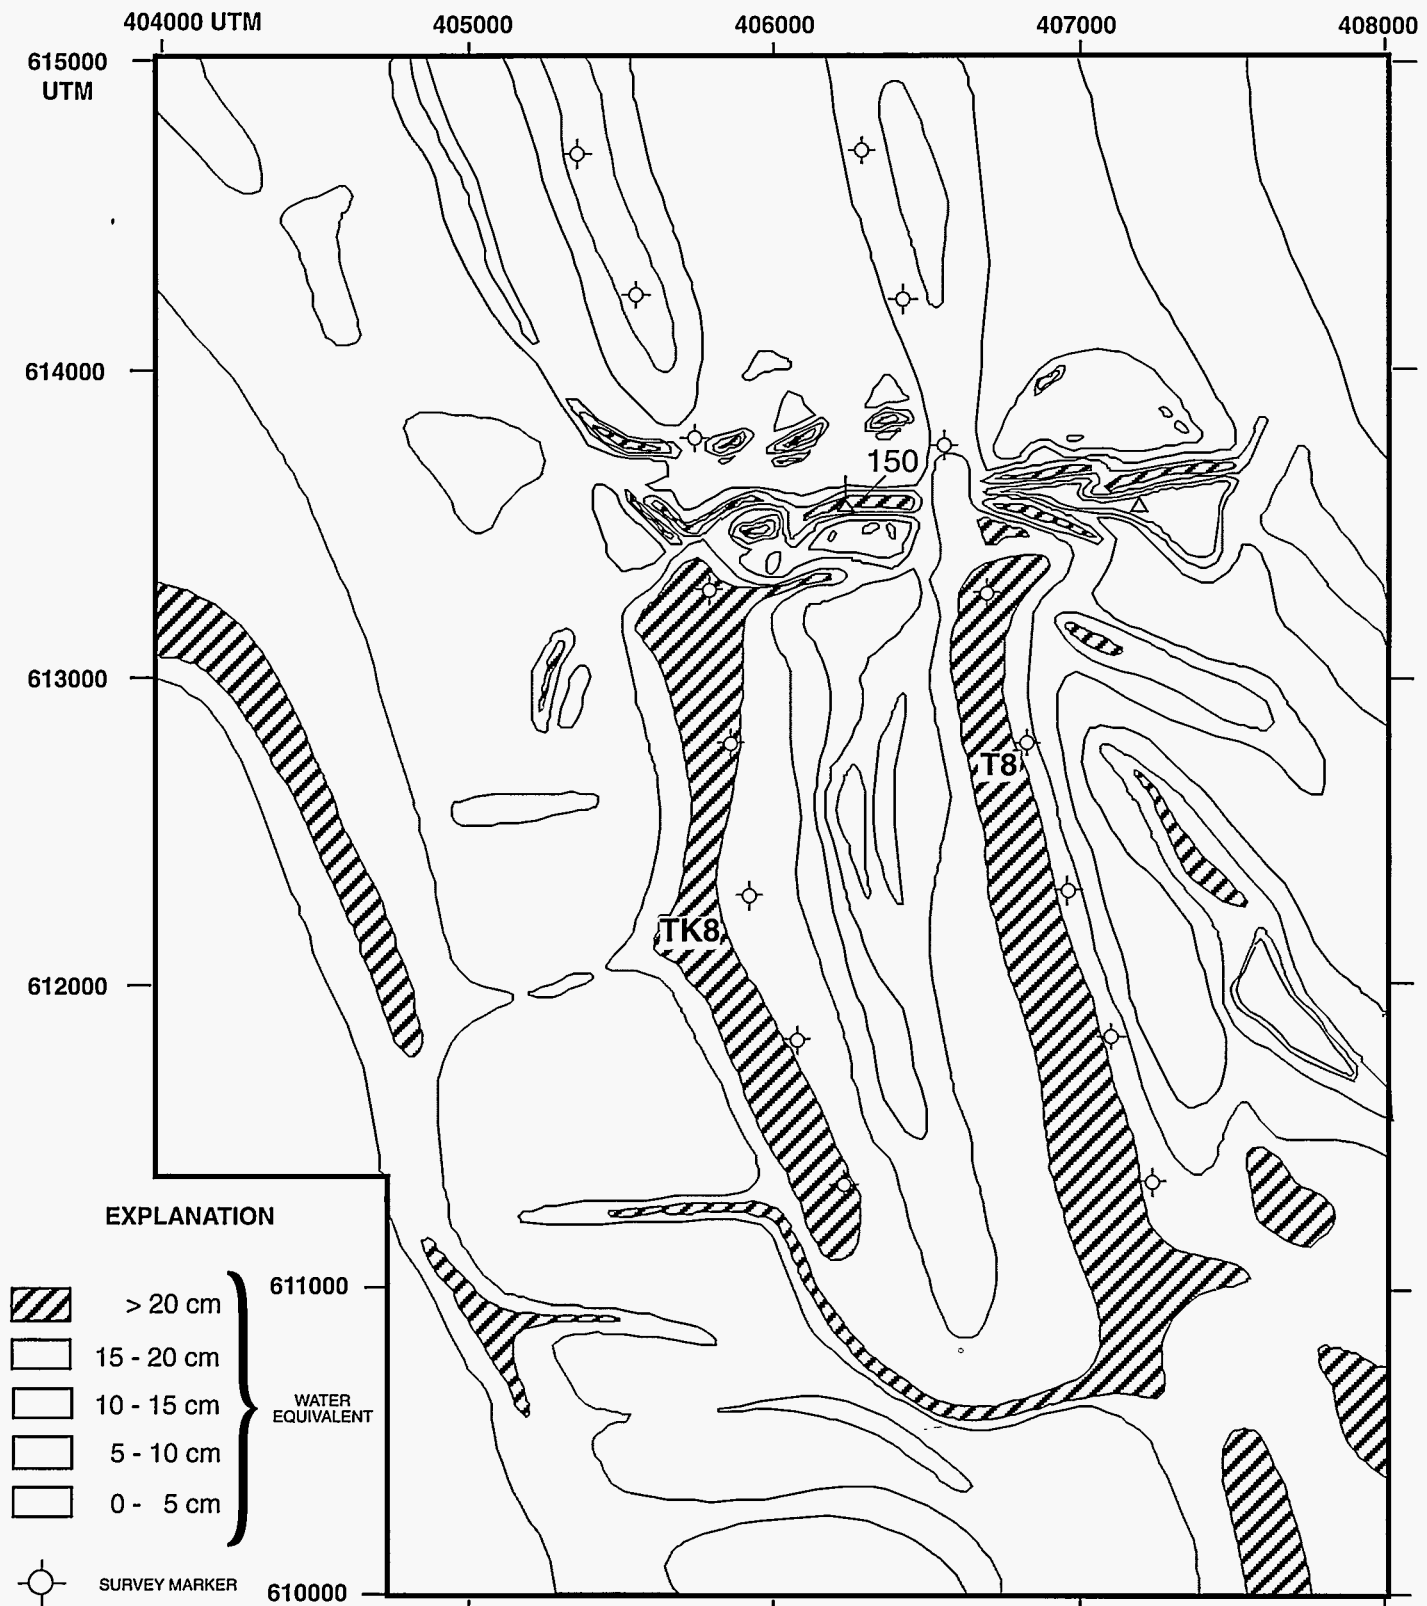 404000 UTM 405000 406000 407000 408000
615000
UTM
614000
150
613000
T8
TK8
612000
EXPLANATION
611000
> 20 cm
15 - 20 cm
10 - 15 cm
WATER
EQUIVALENT
5 - 10 cm
0 - 5 cm
SURVEY MARKER
610000